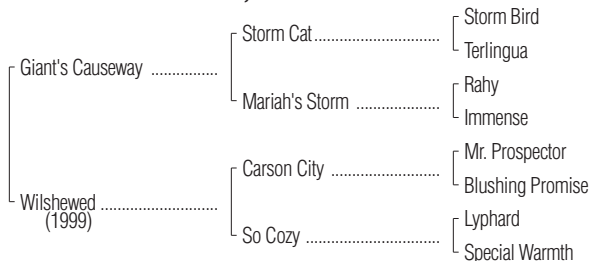 Storm Bird
Storm Cat....................
Terlingua
Giant's Causeway ................
Rahy
Mariah's Storm ....................
Immense
Mr. Prospector
Carson City ..........................
Blushing Promise
Wilshewed ............................
(1999)
Lyphard
So Cozy ................................
Special Warmth